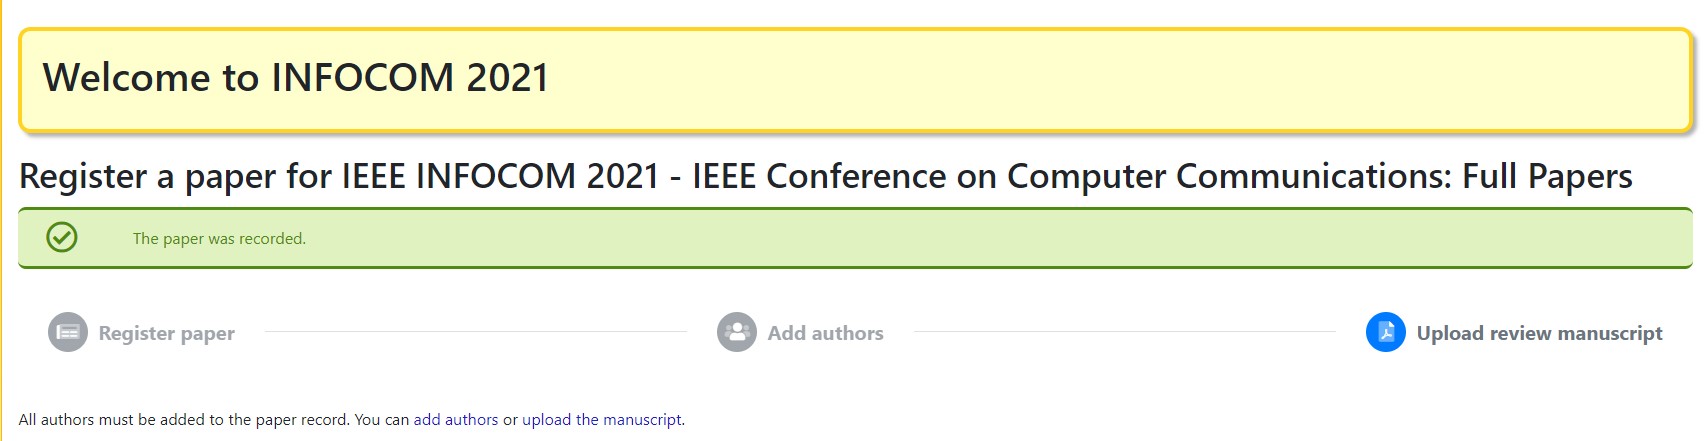 Welcome to INFOCOM 2021
Register a paper for IEEE INFOCOM 2021 - IEEE Conference on Computer Communications: Full Papers
The paper was recorded.
Register paper
Add authors
Upload review manuscript
All authors must be added to the paper record. You can add authors or upload the manuscript.